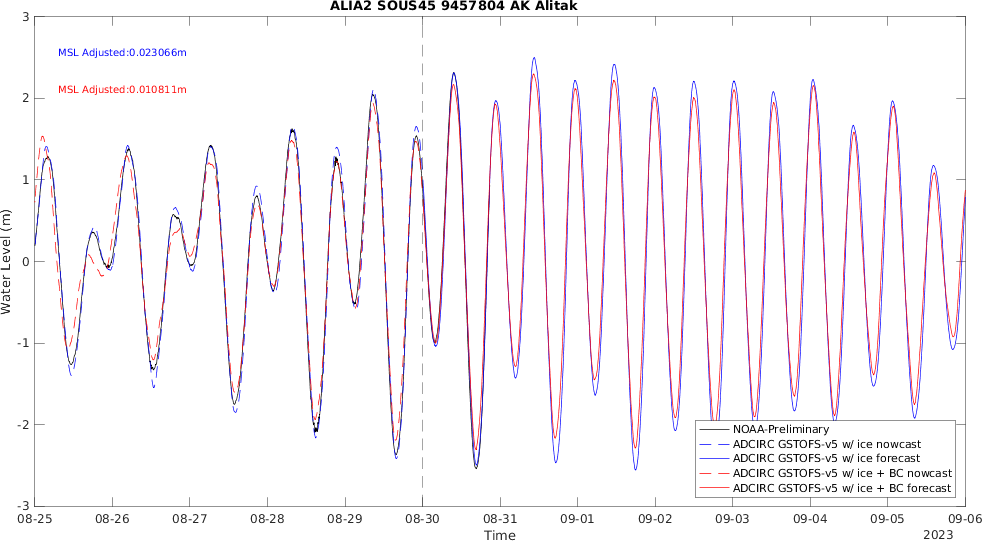 ALIA2 SOUS45 9457804 AK Alitak
MSL Adjusted:0.023066m
MSL Adjusted:0.010811m
Water Level (m)
3
2
1
0
-1
-2
-3
NOAA-Preliminary
ADCIRC GSTOFS-v5 w/ ice nowcast
ADCIRC GSTOFS-v5 w/ ice forecast
ADCIRC GSTOFS-v5 w/ ice + BC nowcast
ADCIRC GSTOFS-v5 w/ ice + BC forecast
08-25 08-26 08-27 08-28 08-29 08-30 08-31 09-01 09-02 09-03 09-04 09-05 09-06
Time
2023